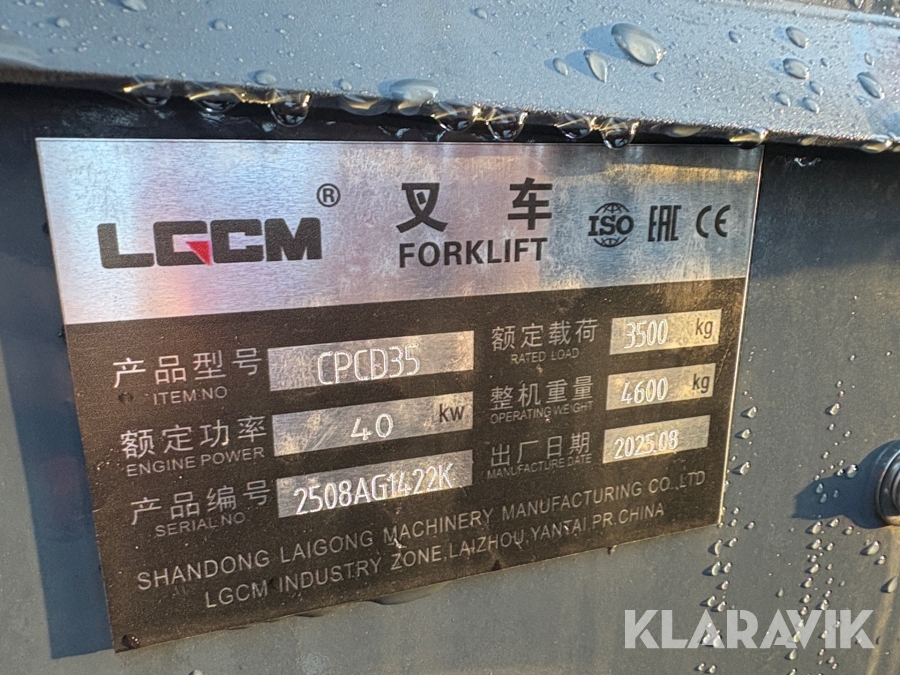 LGCM® 叉车 ISO EAC CE
FORKLIFT
产品型号 CPCD35 额定载荷 3500 kg
ITEM NO RATED LOAD
额定功率 40 kw 整机重量 4600 kg
ENGINE POWER OPERATING WEIGHT
产品编号 2508AG1422K 出厂日期 2025.08
SERIAL NO MANUFACTURE DATE
SHANDONG LAIGONG MACHINERY MANUFACTURING CO.,LTD
LGCM INDUSTRY ZONE,LAIZHOU,YANTAI.PR.CHINA
KLARAVIK